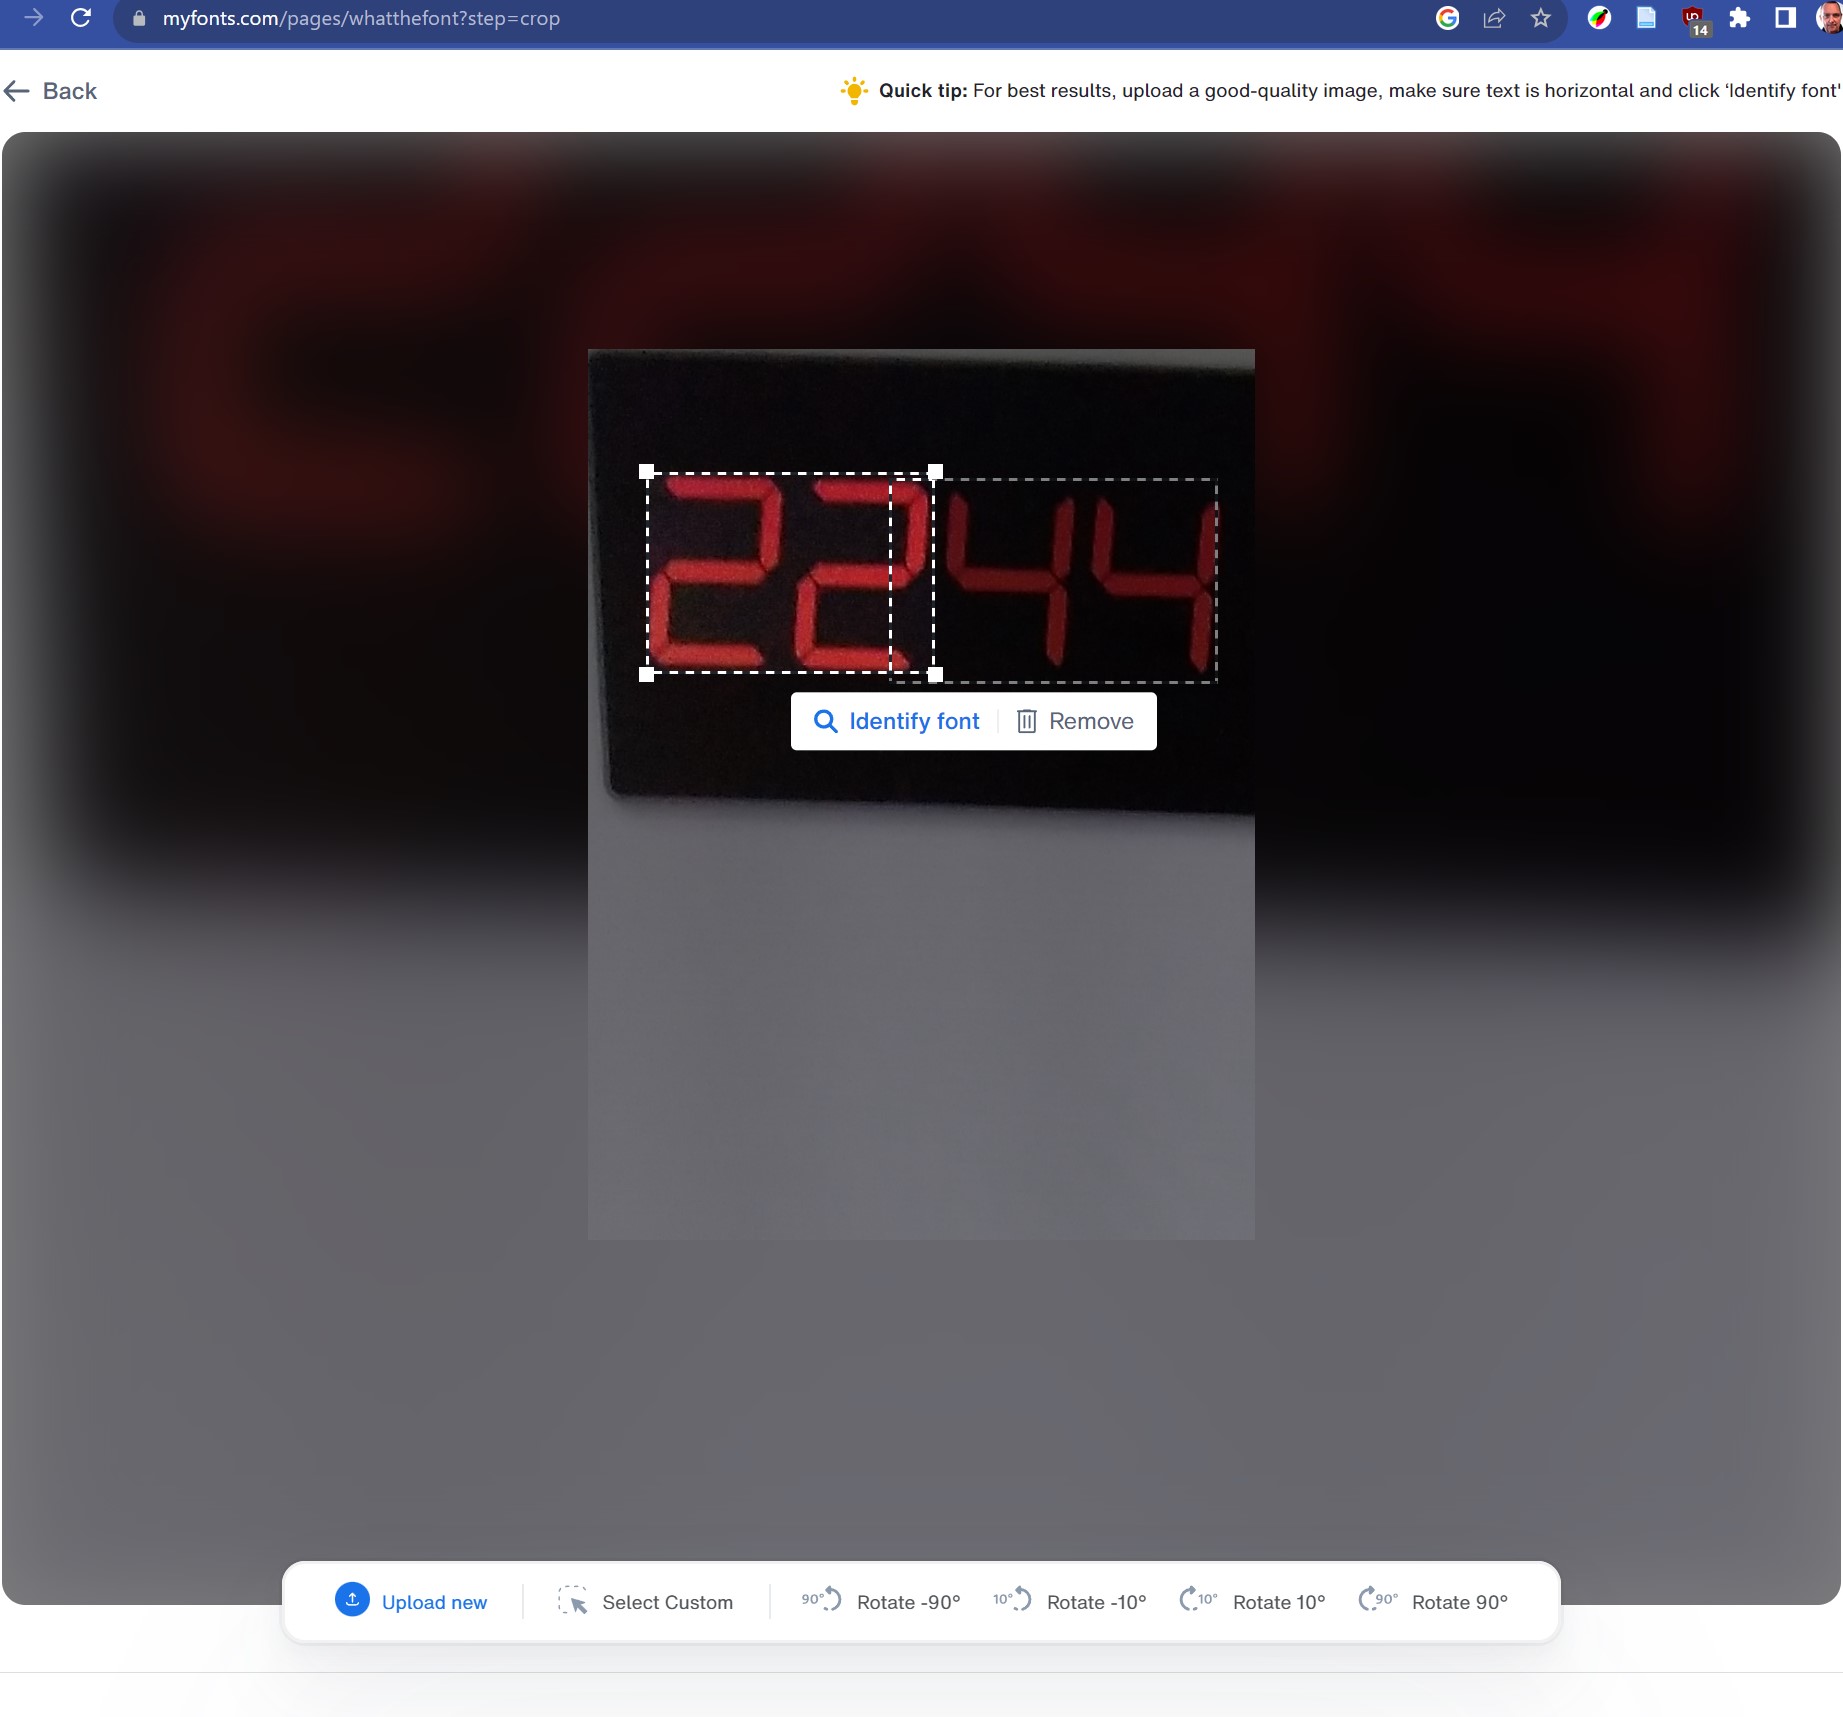 myfonts.com/pages/whatthefont?step=crop
14
Back
Quick tip: For best results, upload a good-quality image, make sure text is horizontal and click ‘Identify font'
2244
Identify font
Remove
Upload new
Select Custom
90° Rotate -90°
10° Rotate -10°
10° Rotate 10°
90° Rotate 90°